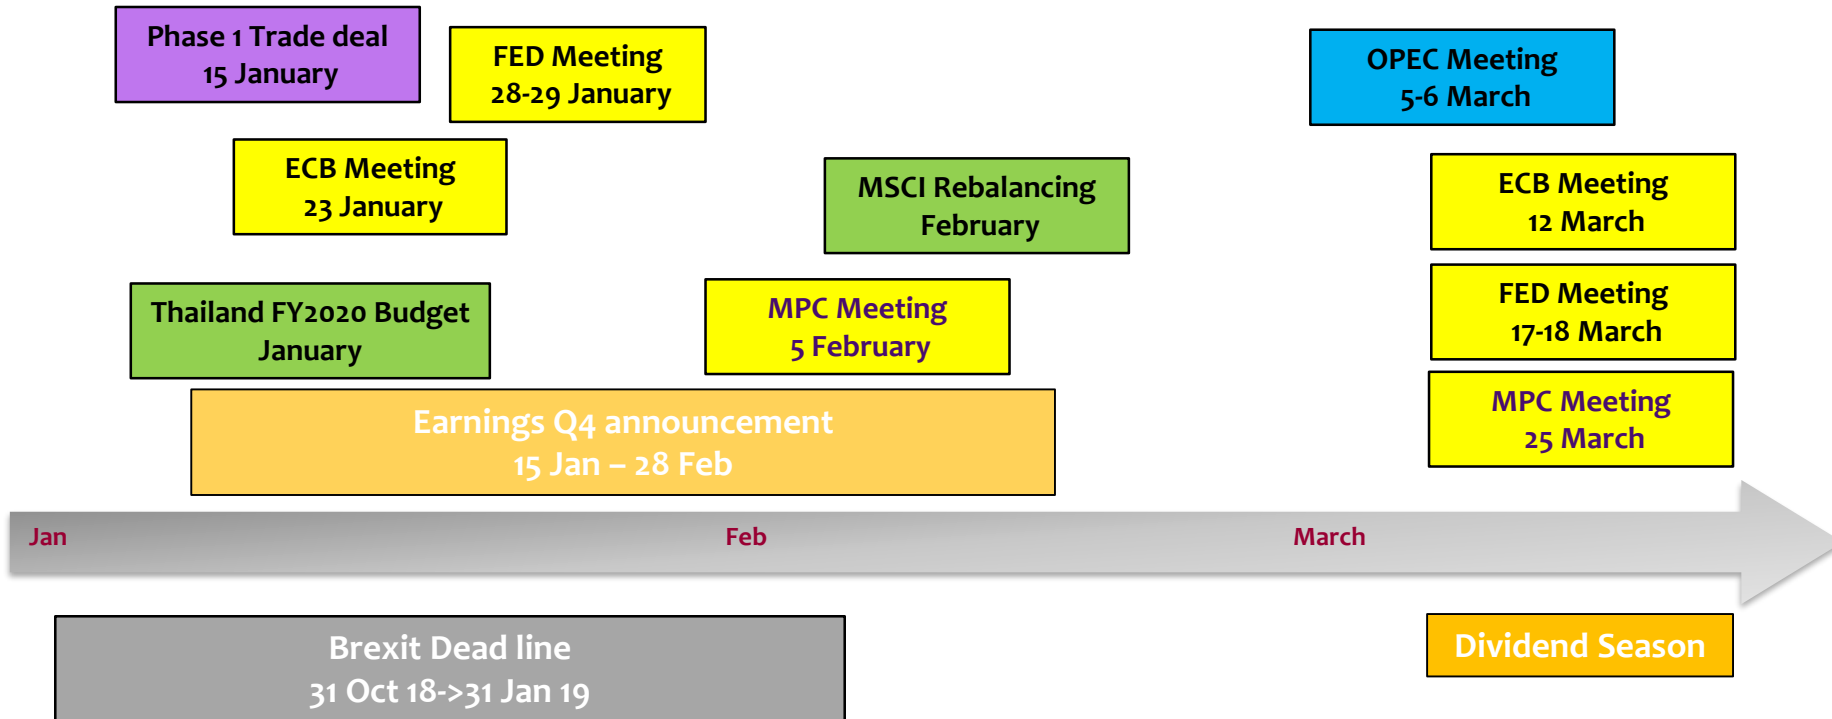 Phase 1 Trade deal
15 January
FED Meeting
28-29 January
OPEC Meeting
5-6 March
ECB Meeting
23 January
MSCI Rebalancing
February
ECB Meeting
12 March
Thailand FY2020 Budget
January
MPC Meeting
5 February
FED Meeting
17-18 March
MPC Meeting
25 March
Earnings Q4 announcement
15 Jan – 28 Feb
Jan
Feb
March
Brexit Dead line
31 Oct 18->31 Jan 19
Dividend Season